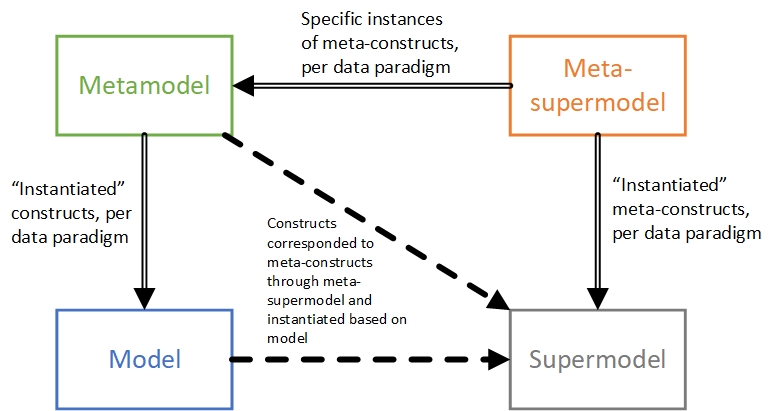 Specific instances
of meta-constructs,
per data paradigm
Metamodel
Meta-
supermodel
“Instantiated”
constructs, per
data paradigm
“Instantiated”
meta-constructs,
per data paradigm
Constructs
corresponded to
meta-constructs
through meta-
supermodel and
instantiated based on
model
Model
Supermodel